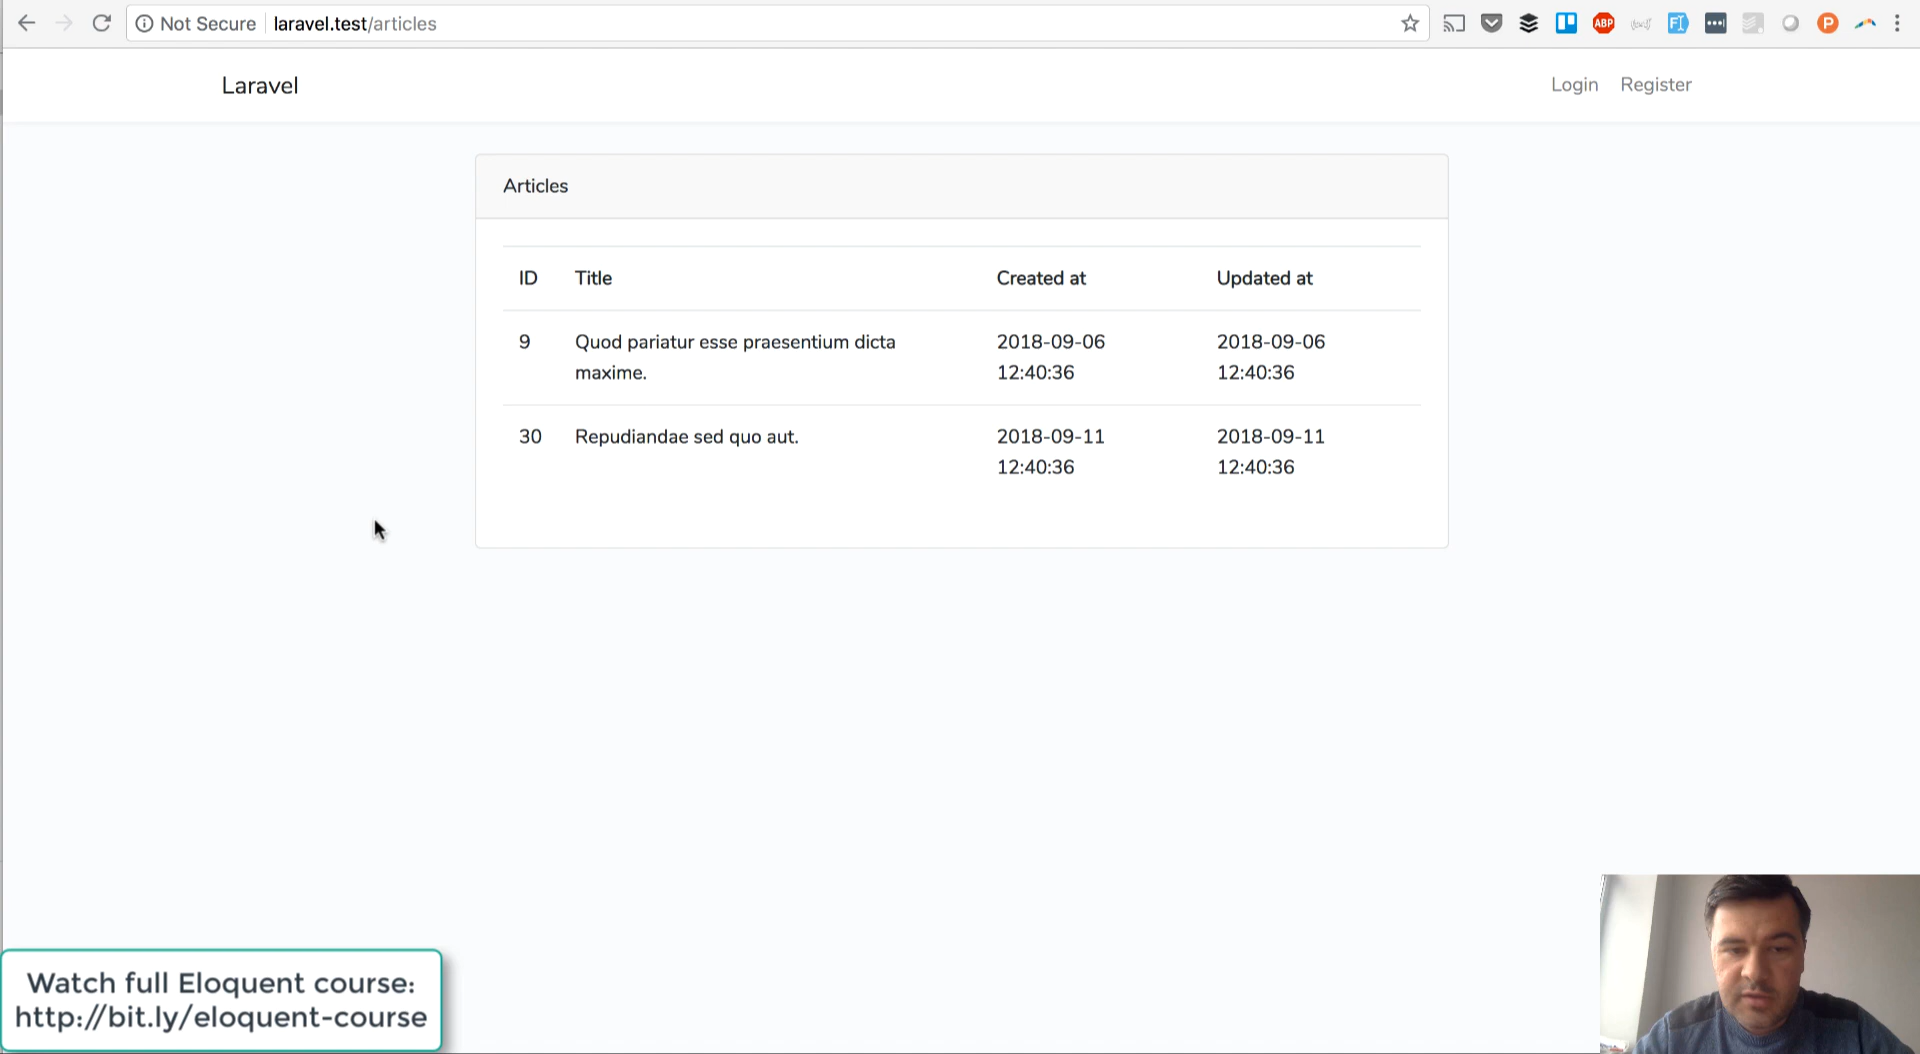 Not Secure laravel.test/articles
ABP
P
Laravel
Login Register
Articles
ID Title Created at Updated at
9 Quod pariatur esse praesentium dicta maxime. 2018-09-06 12:40:36 2018-09-06 12:40:36
30 Repudiandae sed quo aut. 2018-09-11 12:40:36 2018-09-11 12:40:36
Watch full Eloquent course:
http://bit.ly/eloquent-course